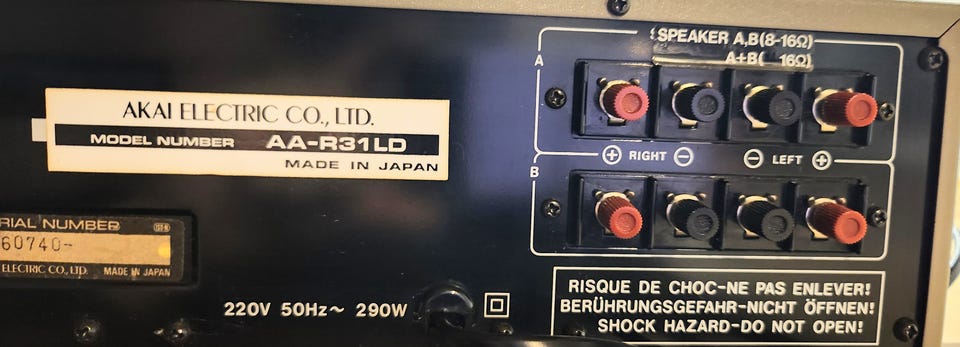 SPEAKER A,B(8-16Ω)
A+B( 16Ω)
A
AKAI ELECTRIC CO., LTD.
MODEL NUMBER AA-R31LD
MADE IN JAPAN
+ RIGHT − − LEFT +
B
RIAL NUMBER
60740-
ELECTRIC CO., LTD. MADE IN JAPAN
220V 50Hz~ 290W
RISQUE DE CHOC-NE PAS ENLEVER!
BERÜHRUNGSGEFAHR-NICHT ÖFFNEN!
SHOCK HAZARD-DO NOT OPEN!